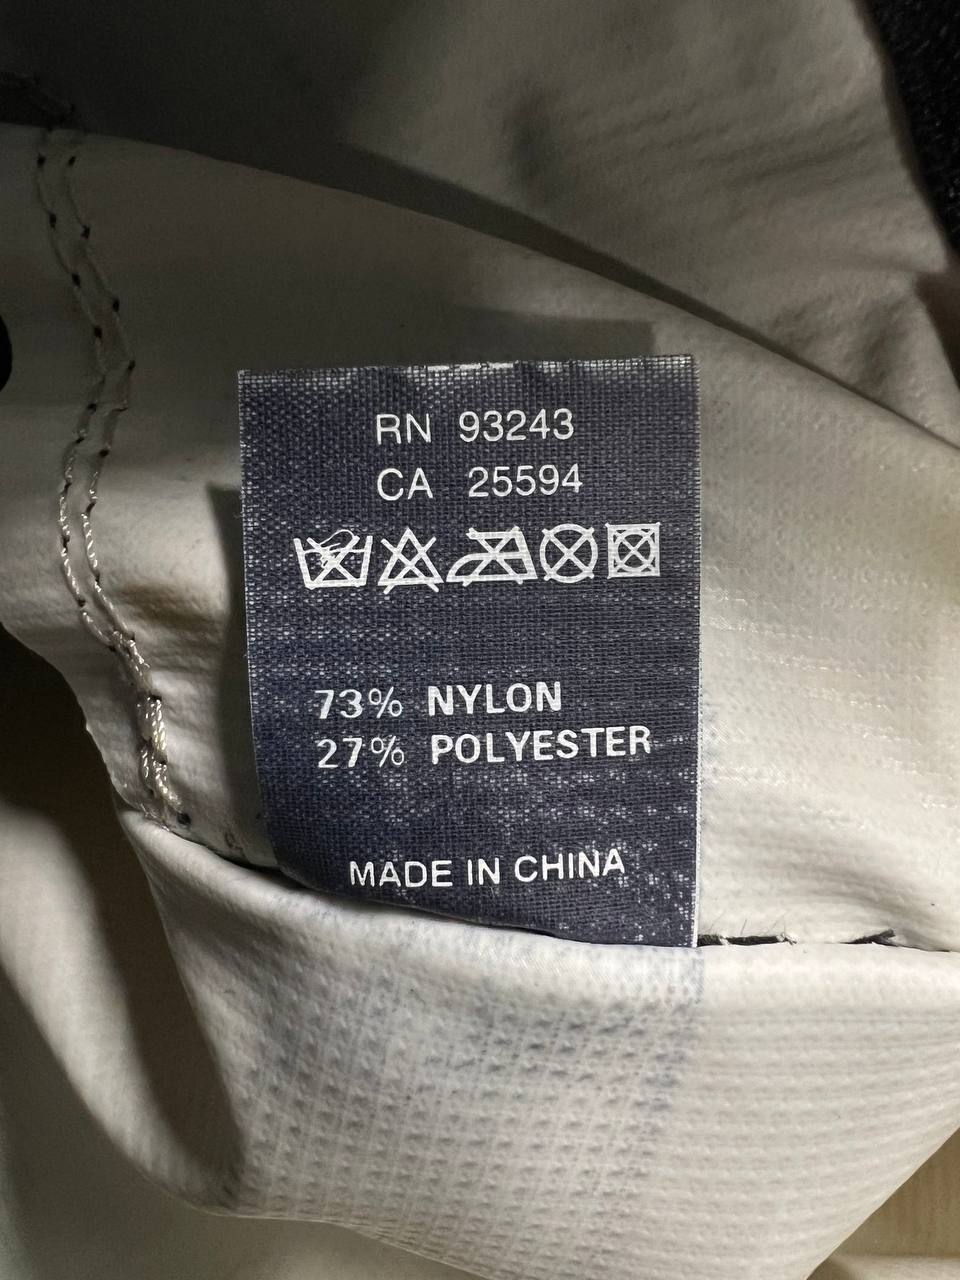 RN 93243
CA 25594
73% NYLON
27% POLYESTER
MADE IN CHINA